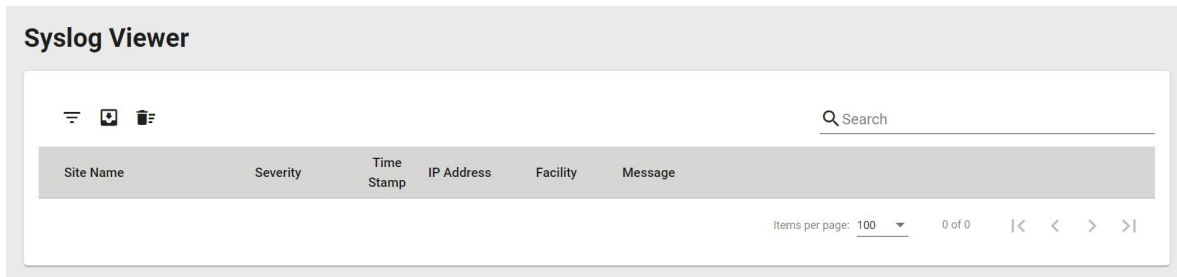 Syslog Viewer
Search
Site Name Severity Time Stamp IP Address Facility Message
Items per page: 100 0 of 0